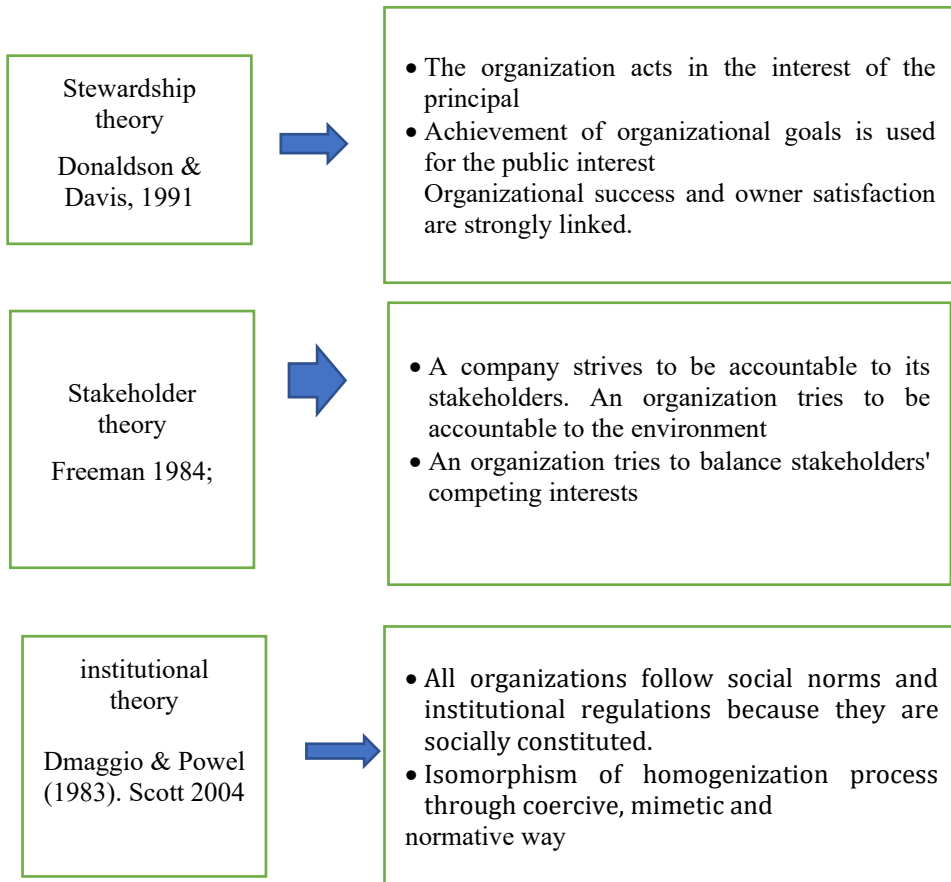 Stewardship
theory
Donaldson &
Davis, 1991
• The organization acts in the interest of the
principal
• Achievement of organizational goals is used
for the public interest
Organizational success and owner satisfaction
are strongly linked.
Stakeholder
theory
Freeman 1984;
• A company strives to be accountable to its
stakeholders. An organization tries to be
accountable to the environment
• An organization tries to balance stakeholders'
competing interests
institutional
theory
Dmaggio & Powel
(1983). Scott 2004
• All organizations follow social norms and
institutional regulations because they are
socially constituted.
• Isomorphism of homogenization process
through coercive, mimetic and
normative way